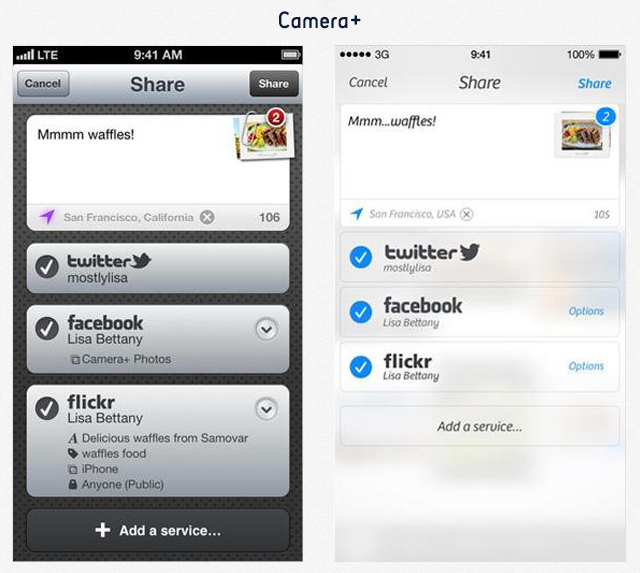 Camera+
LTE 9:41 AM
Cancel Share Share
2
Mmmm waffles!
San Francisco, California 106
twitter
mostlylisa
facebook
Lisa Bettany
Camera+ Photos
flickr
Lisa Bettany
A Delicious waffles from Samovar
waffles food
iPhone
Anyone (Public)
+ Add a service...
3G 9:41 100%
Cancel Share Share
2
Mmm...waffles!
San Francisco, USA 105
twitter
mostlylisa
facebook
Lisa Bettany Options
flickr
Lisa Bettany Options
Add a service...